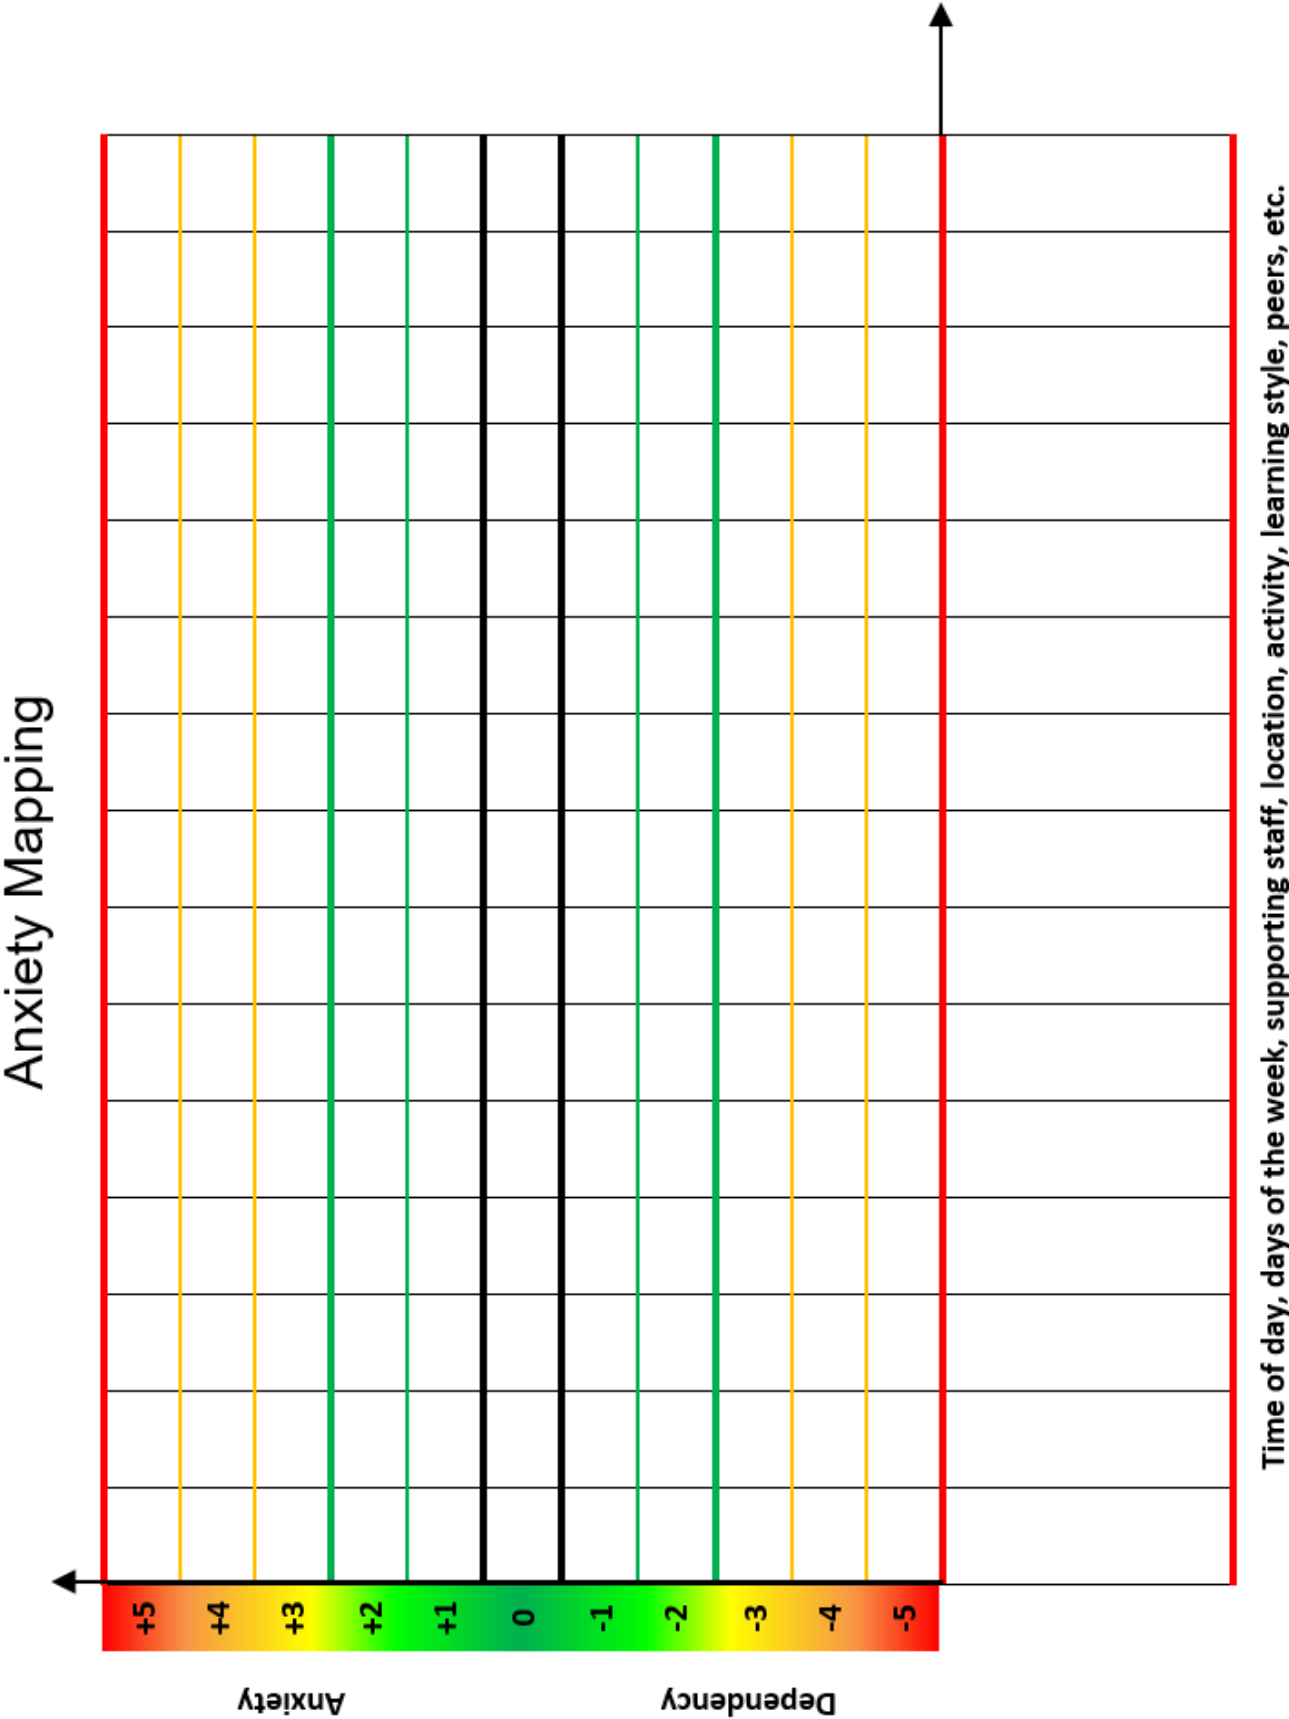 Anxiety Mapping
Anxiety
+5
+4
+3
+2
+1
0
-1
-2
-3
-4
-5
Dependency
Time of day, days of the week, supporting staff, location, activity, learning style, peers, etc.